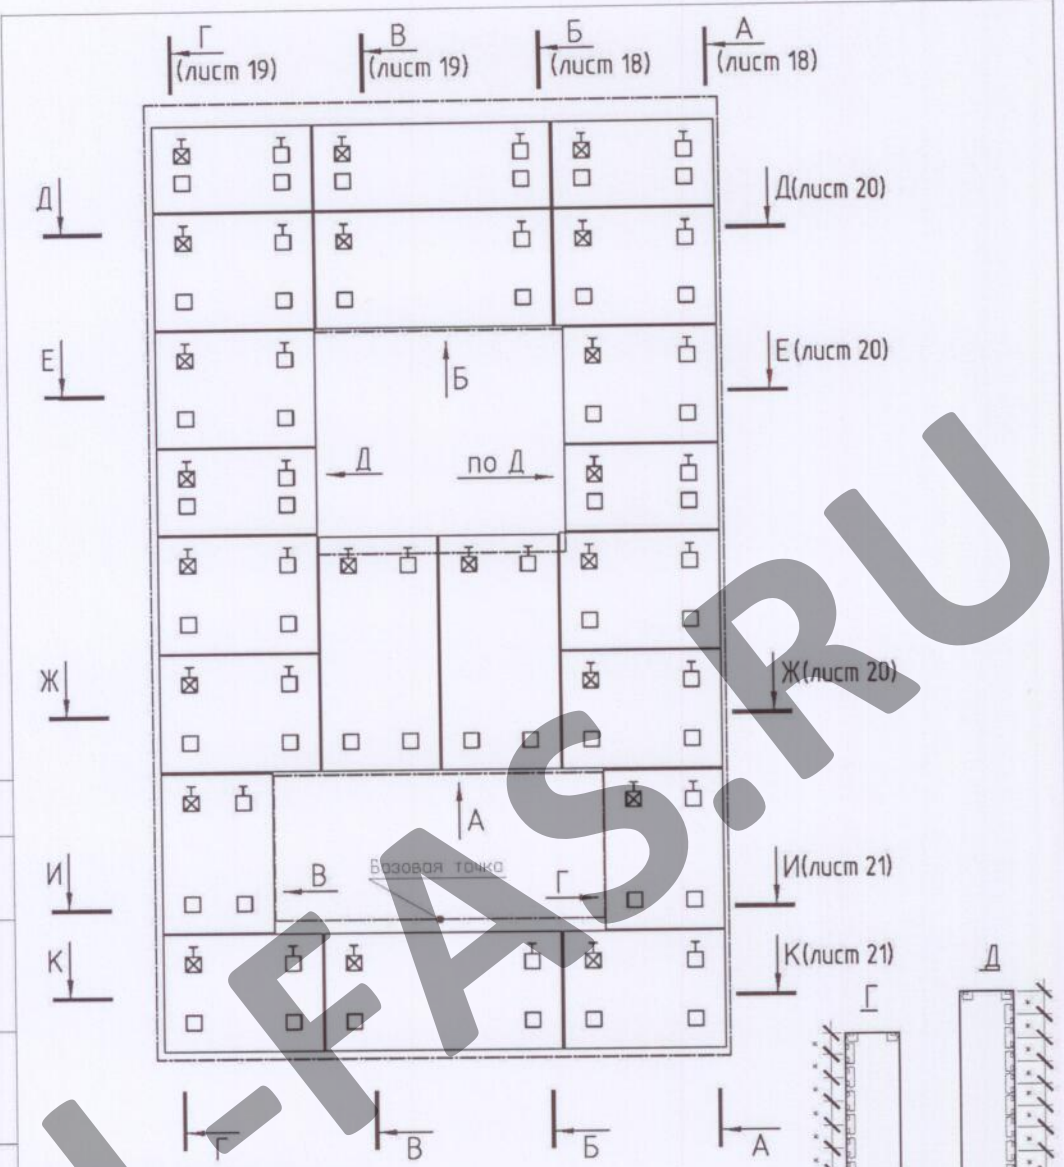 Г В Б А
(лист 19) (лист 19) (лист 18) (лист 18)
Д Д(лист 20)
Е Е(лист 20)
Б
Д по Д
Ж Ж(лист 20)
А
Базовая точка
И В Г И(лист 21)
К К(лист 21)
Г Д
Г В Б А
-FAS.RU